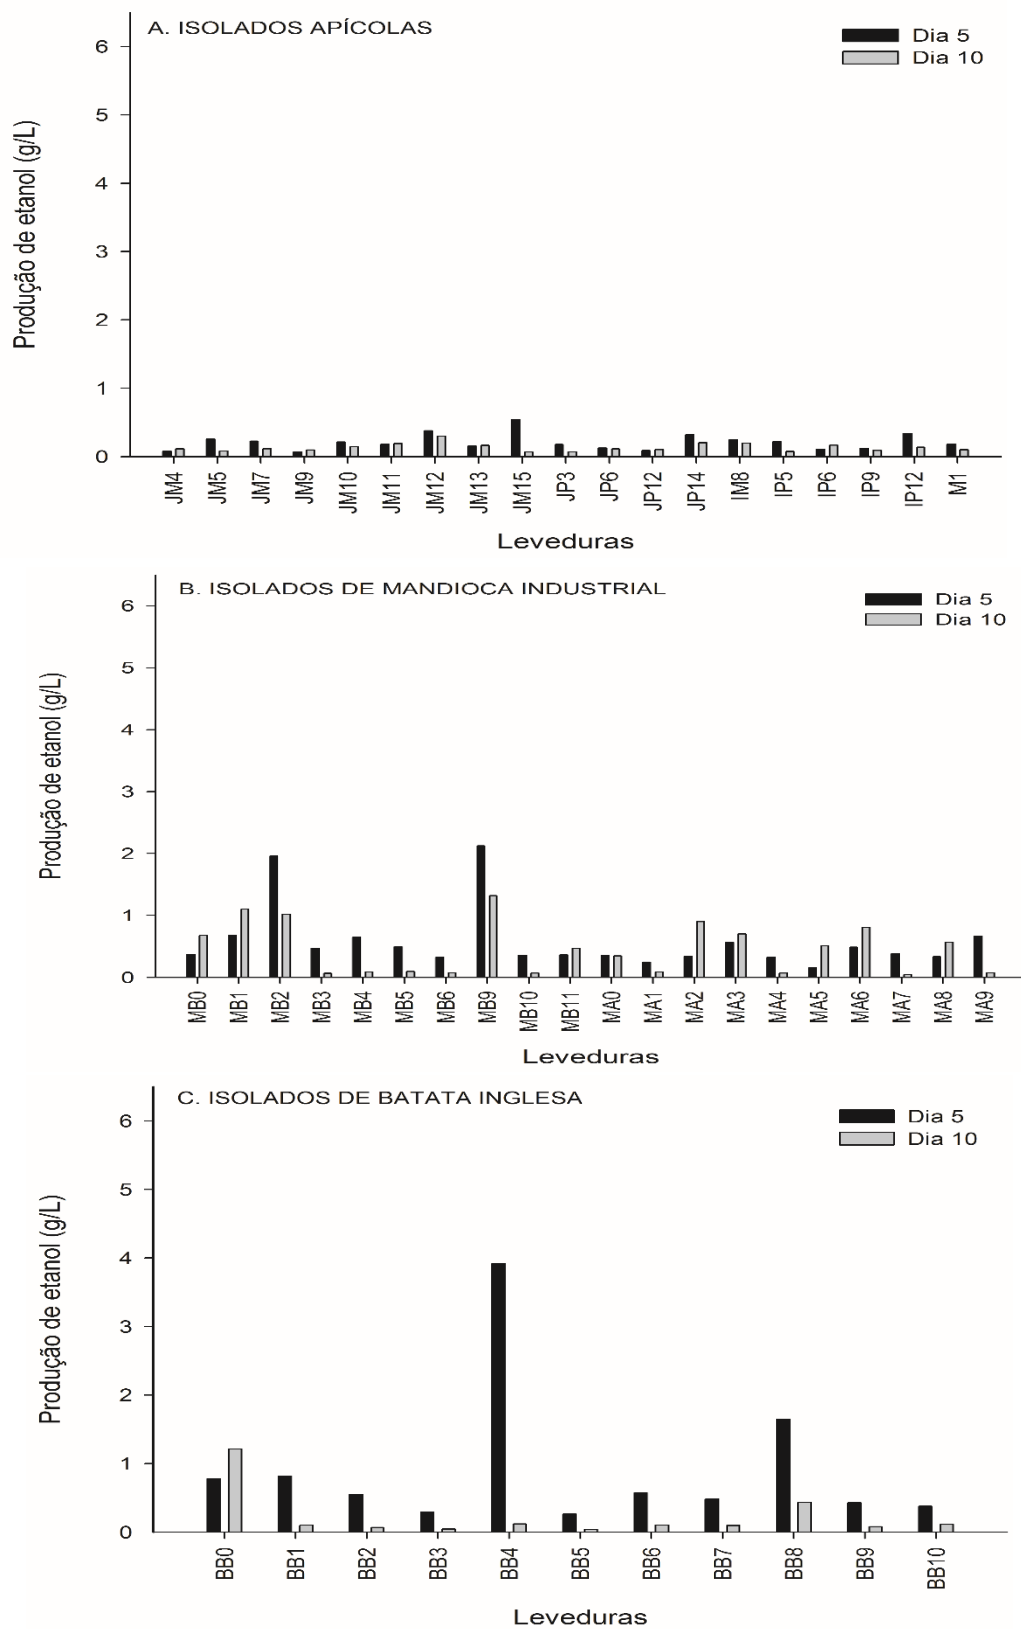 A. ISOLADOS APÍCOLAS
Dia 5
Dia 10
Produção de etanol (g/L)
6
5
4
3
2
1
0
JM4 JM5 JM7 JM9 JM10 JM11 JM12 JM13 JM15 JP3 JP6 JP12 JP14 IM8 IP5 IP6 IP9 IP12 M1
Leveduras
B. ISOLADOS DE MANDIOCA INDUSTRIAL
Dia 5
Dia 10
Produção de etanol (g/L)
6
5
4
3
2
1
0
MB0 MB1 MB2 MB3 MB4 MB5 MB6 MB9 MB10 MB11 MA0 MA1 MA2 MA3 MA4 MA5 MA6 MA7 MA8 MA9
Leveduras
C. ISOLADOS DE BATATA INGLESA
Dia 5
Dia 10
Produção de etanol (g/L)
6
5
4
3
2
1
0
BB0 BB1 BB2 BB3 BB4 BB5 BB6 BB7 BB8 BB9 BB10
Leveduras